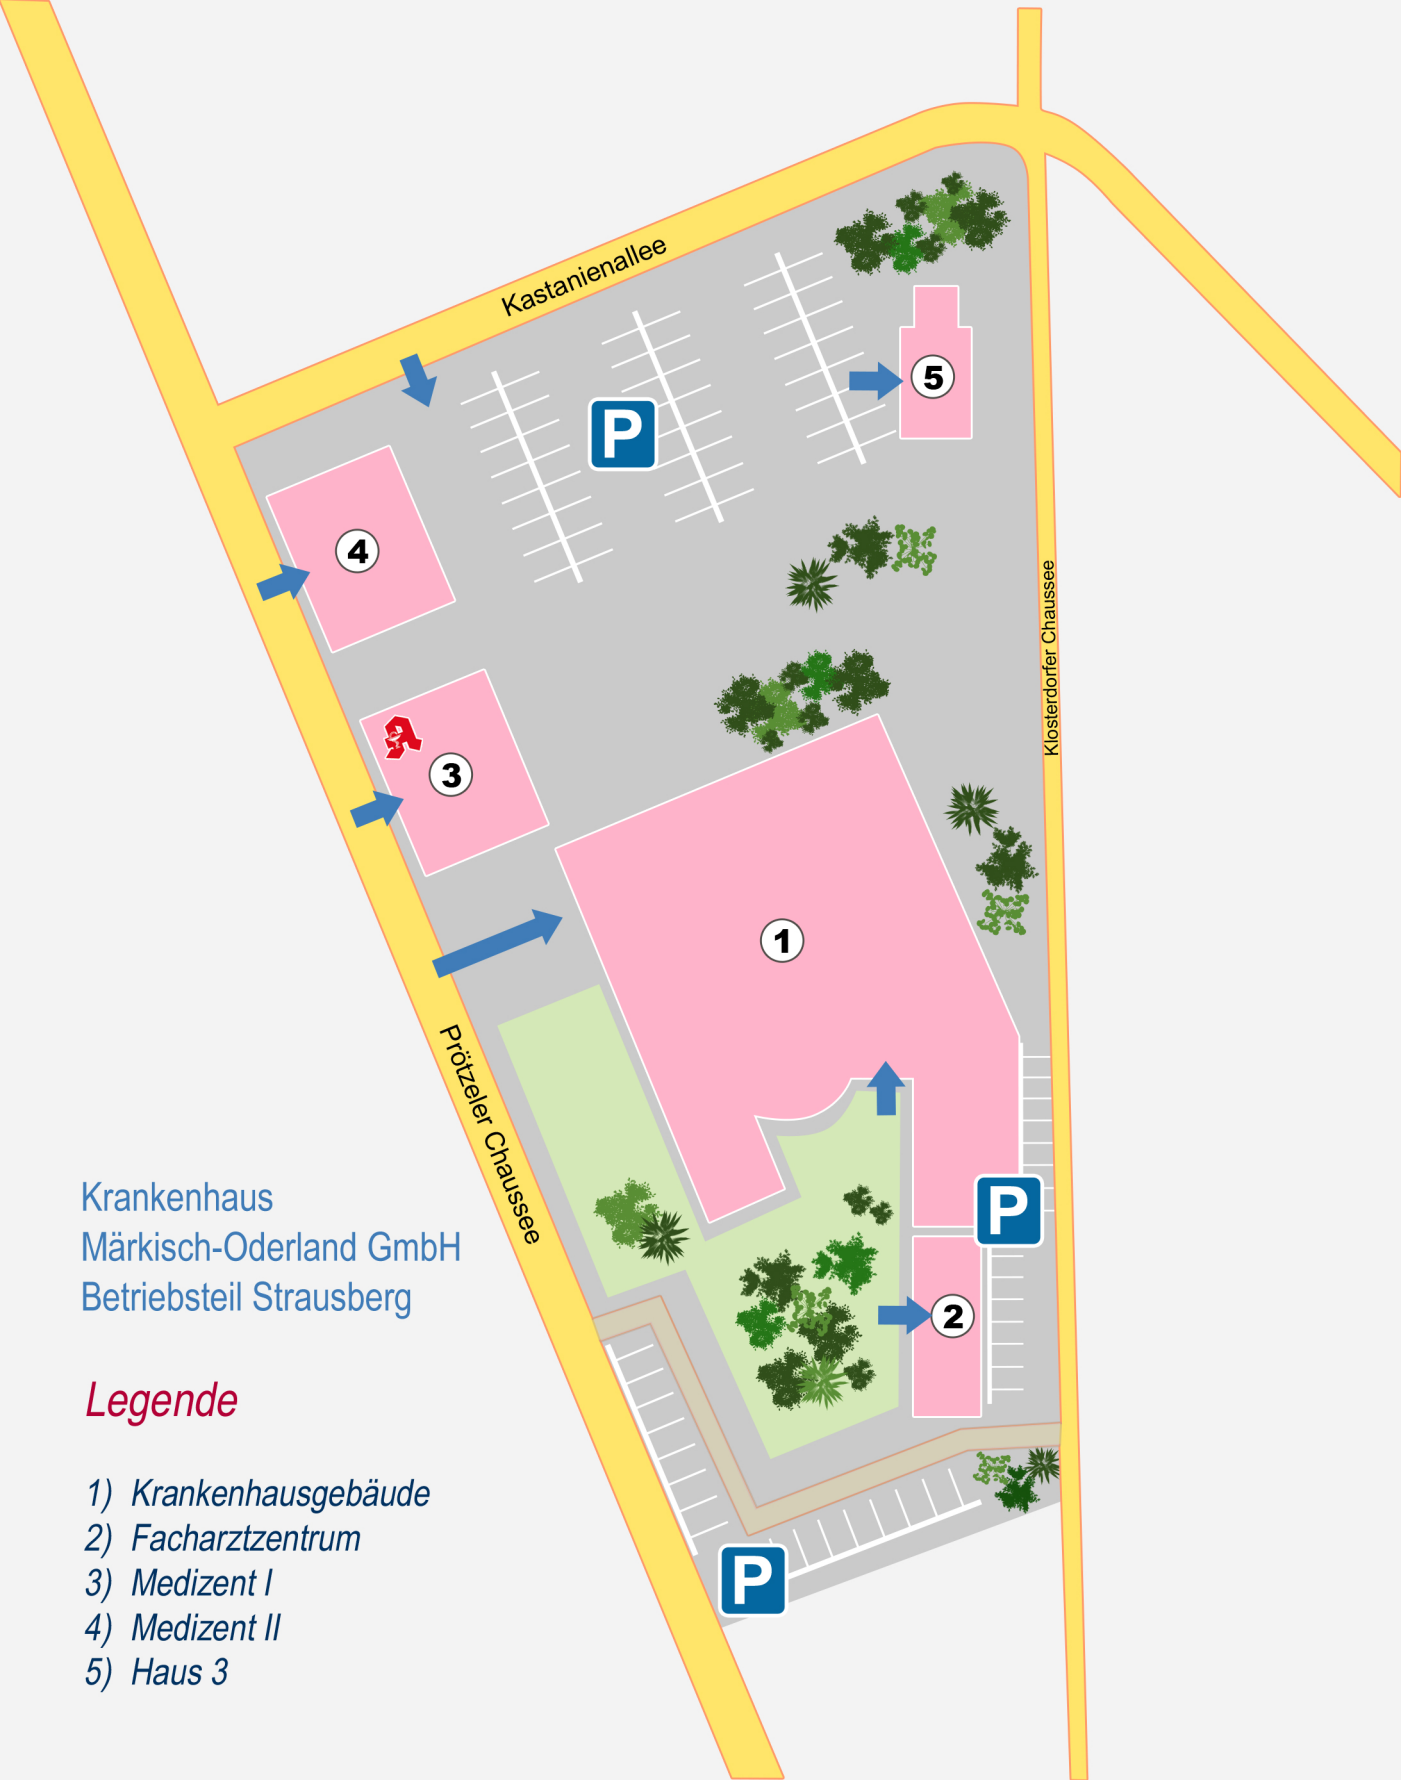 Kastanienallee
P
5
4
Klosterdorfer Chaussee
3
1
Prötzeler Chaussee
Krankenhaus
Märkisch-Oderland GmbH
Betriebsteil Strausberg
P
2
Legende
1) Krankenhausgebäude
2) Facharztzentrum
3) Medizent I
4) Medizent II
5) Haus 3
P